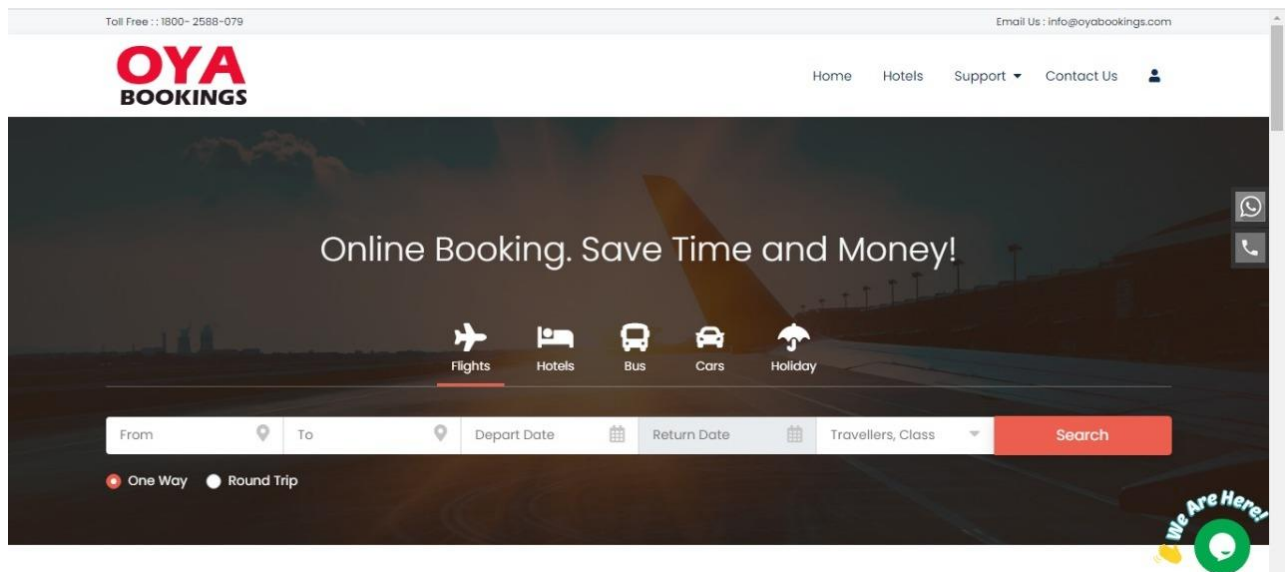 Toll Free : : 1800- 2588-079 Email Us : info@oyabookings.com
OYA
BOOKINGS
Home Hotels Support Contact Us
Online Booking. Save Time and Money!
Flights Hotels Bus Cars Holiday
From To Depart Date Return Date Travellers, Class Search
One Way Round Trip
We Are Here!